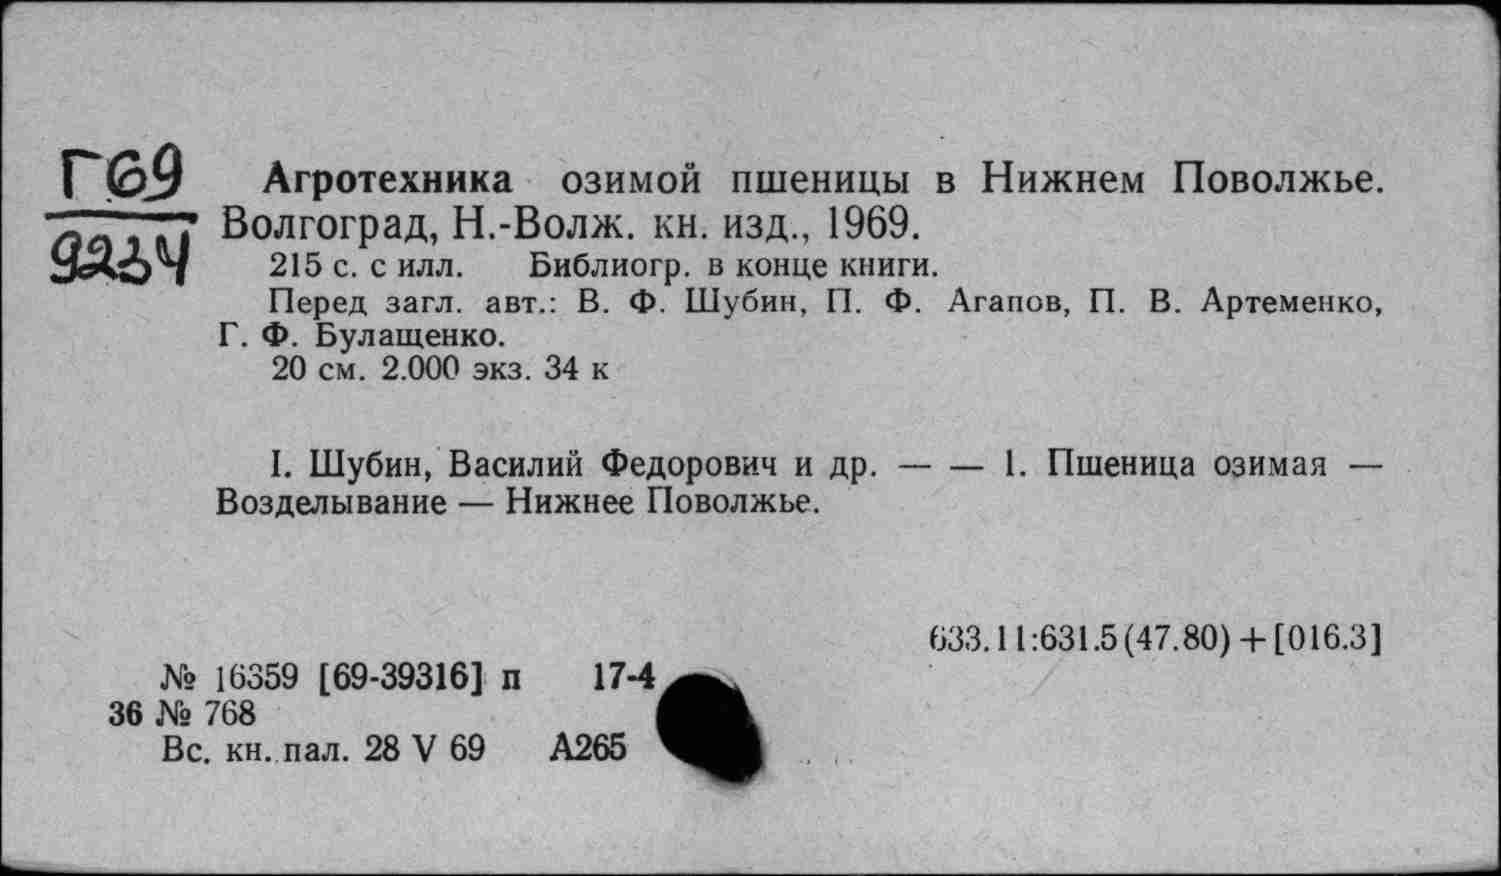 Г69
9224
Агротехника озимой пшеницы в Нижнем Поволжье.
Волгоград, Н.-Волж. кн. изд., 1969.
215 с. с илл. Библиогр. в конце книги.
Перед загл. авт.: В. Ф. Шубин, П. Ф. Агапов, П. В. Артеменко,
Г. Ф. Булащенко.
20 см. 2.000 экз. 34 к
I. Шубин, Василий Федорович и др. — — 1. Пшеница озимая —
Возделывание — Нижнее Поволжье.
633.11:631.5(47.80)+[016.3]
№ 16359 [69-39316] п 17-4
36 № 768
Вс. кн. пал. 28 V 69 А265